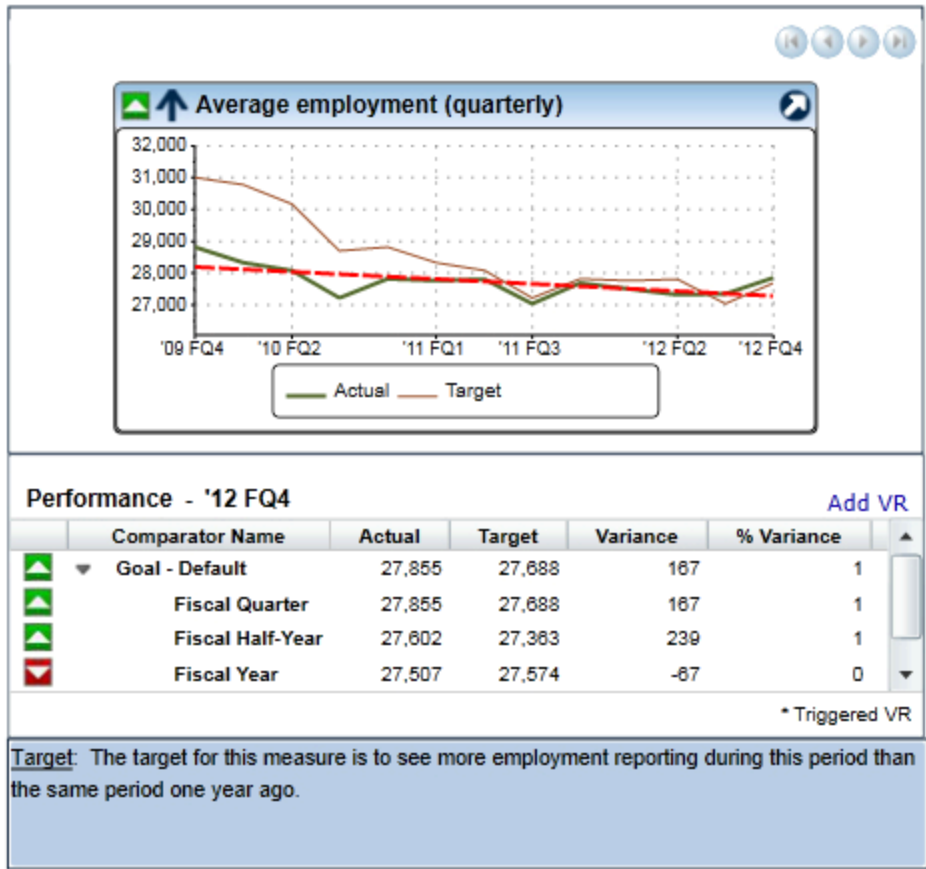 Average employment (quarterly)
32,000
31,000
30,000
29,000
28,000
27,000
'09 FQ4 '10 FQ2 '11 FQ1 '11 FQ3 '12 FQ2 '12 FQ4
Actual Target
Performance - '12 FQ4
Add VR
Comparator Name Actual Target Variance % Variance
Goal - Default 27,855 27,688 167 1
Fiscal Quarter 27,855 27,688 167 1
Fiscal Half-Year 27,602 27,363 239 1
Fiscal Year 27,507 27,574 -67 0
* Triggered VR
Target: The target for this measure is to see more employment reporting during this period than
the same period one year ago.